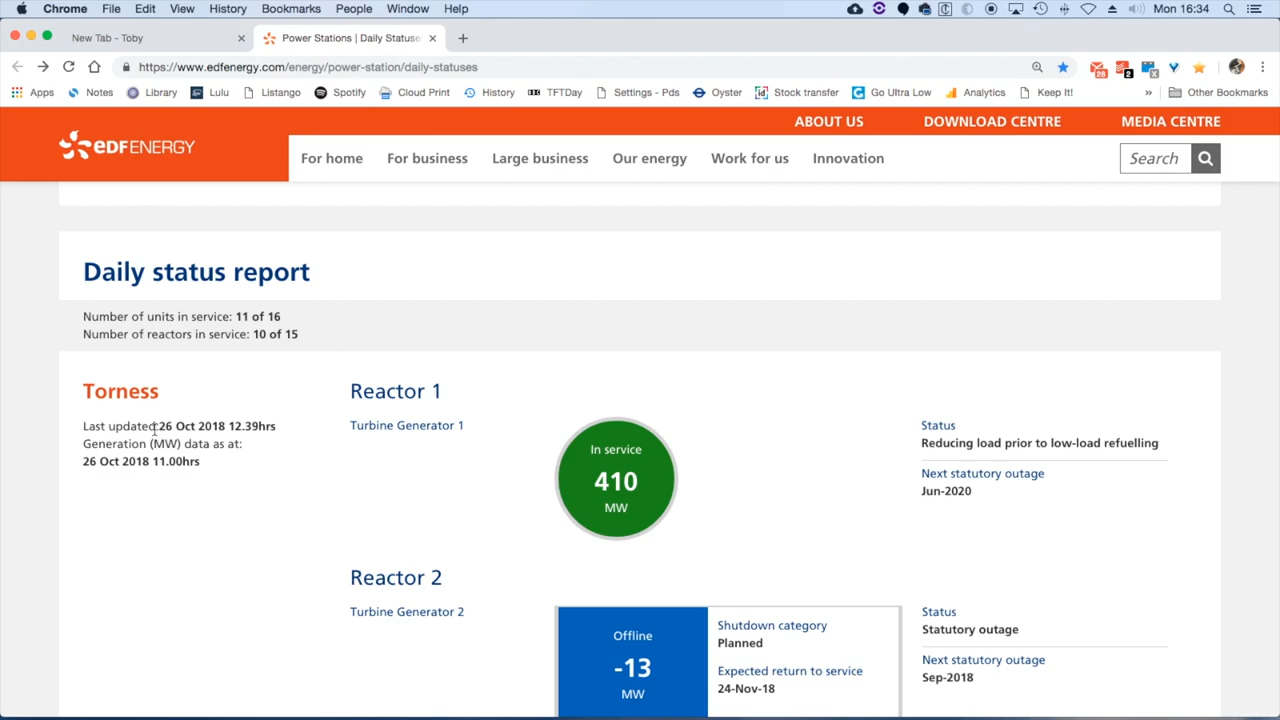 Chrome File Edit View History Bookmarks People Window Help Mon 16:34
New Tab - Toby Power Stations | Daily Statuse
https://www.edfenergy.com/energy/power-station/daily-statuses 28 2
Apps Notes Library Lulu Listango Spotify Cloud Print History TFTDay Settings - Pds Oyster Stock transfer Go Ultra Low Analytics Keep It! » Other Bookmarks
ABOUT US DOWNLOAD CENTRE MEDIA CENTRE
eDFENERGY
For home For business Large business Our energy Work for us Innovation Search
Daily status report
Number of units in service: 11 of 16
Number of reactors in service: 10 of 15
Torness
Last updated:26 Oct 2018 12.39hrs
Generation (MW) data as at:
26 Oct 2018 11.00hrs
Reactor 1
Turbine Generator 1
In service
410
MW
Status
Reducing load prior to low-load refuelling
Next statutory outage
Jun-2020
Reactor 2
Turbine Generator 2
Offline
-13
MW
Shutdown category
Planned
Expected return to service
24-Nov-18
Status
Statutory outage
Next statutory outage
Sep-2018